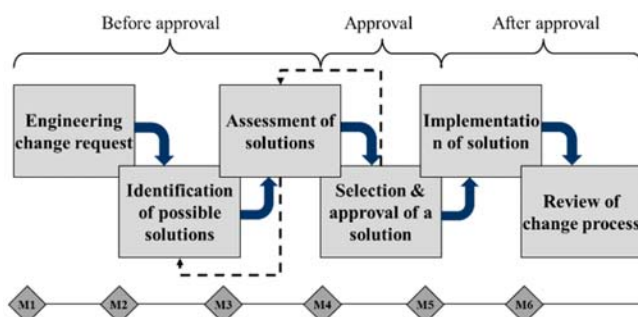 Before approval
Approval
After approval
Engineering
change request
Assessment of
solutions
Implementatio
n of solution
Identification
of possible
solutions
Selection &
approval of a
solution
Review of
change process
M1
M2
M3
M4
M5
M6